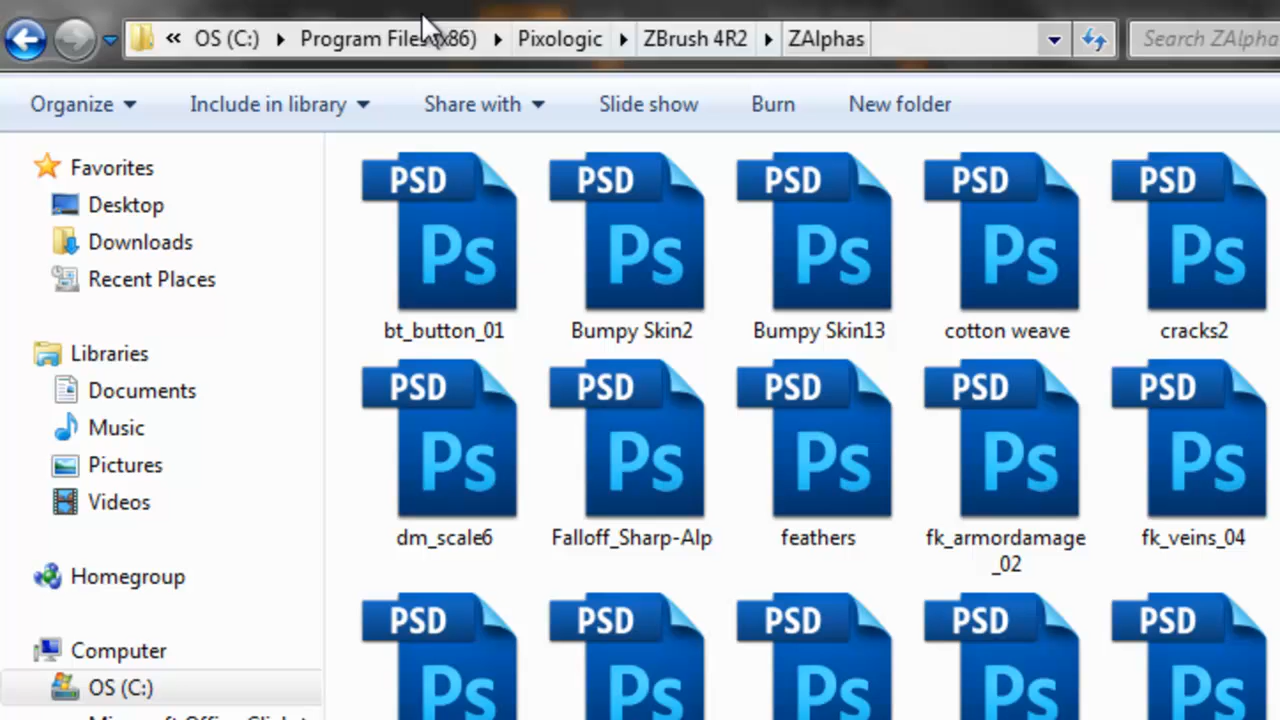 « OS (C:) Program Files (x86) Pixologic ZBrush 4R2 ZAlphas Search ZAlpha
Organize Include in library Share with Slide show Burn New folder
Favorites
Desktop
Downloads
Recent Places
Libraries
Documents
Music
Pictures
Videos
Homegroup
Computer
OS (C:)
PSD PSD PSD PSD PSD
Ps Ps Ps Ps Ps
bt_button_01 Bumpy Skin2 Bumpy Skin13 cotton weave cracks2
PSD PSD PSD PSD PSD
Ps Ps Ps Ps Ps
dm_scale6 Falloff_Sharp-Alp feathers fk_armordamage fk_veins_04
_02
PSD PSD PSD PSD PSD
Ps Ps Ps Ps Ps